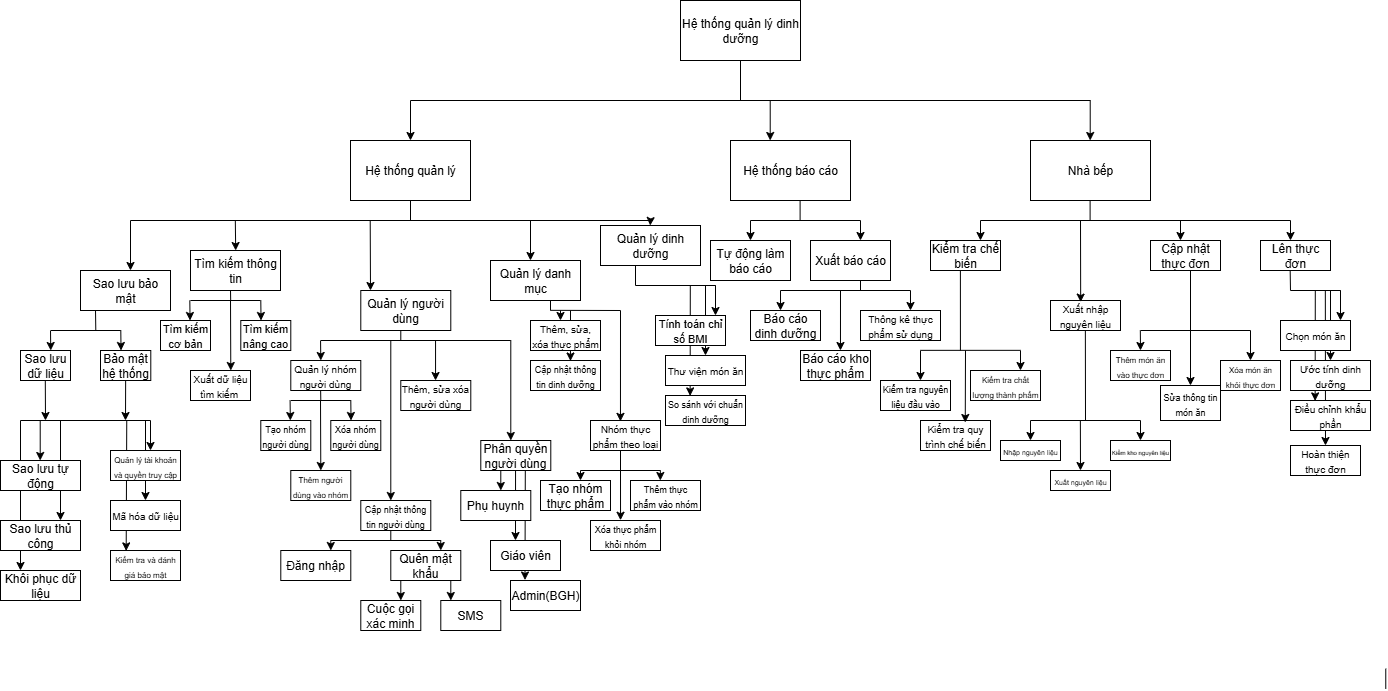 Hệ thống quản lý dinh
dưỡng
Hệ thống quản lý
Hệ thống báo cáo
Nhà bếp
Sao lưu bảo
mật
Tìm kiếm thông
tin
Quản lý người
dùng
Quản lý danh
mục
Quản lý dinh
dưỡng
Tự động làm
báo cáo
Xuất báo cáo
Kiểm tra chế
biến
Xuất nhập
nguyên liệu
Cập nhật
thực đơn
Lên thực
đơn
Sao lưu
dữ liệu
Bảo mật
hệ thống
Sao lưu tự
động
Sao lưu thủ
công
Khôi phục dữ
liệu
Quản lý tài khoản
và quyền truy cập
Mã hóa dữ liệu
Kiểm tra và đánh
giá bảo mật
Tìm kiếm
cơ bản
Tìm kiếm
nâng cao
Xuất dữ liệu
tìm kiếm
Quản lý nhóm
người dùng
Tạo nhóm
người dùng
Xóa nhóm
người dùng
Thêm người
dùng vào nhóm
Cập nhật thông
tin người dùng
Đăng nhập
Quên mật
khẩu
Cuộc gọi
xác minh
SMS
Thêm, sửa xóa
người dùng
Phân quyền
người dùng
Phụ huynh
Giáo viên
Admin(BGH)
Thêm, sửa,
xóa thực phẩm
Cập nhật thông
tin dinh dưỡng
Nhóm thực
phẩm theo loại
Tạo nhóm
thực phẩm
Thêm thực
phẩm vào nhóm
Xóa thực phẩm
khỏi nhóm
Tính toán chỉ
số BMI
Thư viện món ăn
So sánh với chuẩn
dinh dưỡng
Báo cáo
dinh dưỡng
Báo cáo kho
thực phẩm
Thống kê thực
phẩm sử dụng
Kiểm tra nguyên
liệu đầu vào
Kiểm tra quy
trình chế biến
Kiểm tra chất
lượng thành phẩm
Nhập nguyên liệu
Xuất nguyên liệu
Kiểm kho nguyên liệu
Thêm món ăn
vào thực đơn
Sửa thông tin
món ăn
Xóa món ăn
khỏi thực đơn
Chọn món ăn
Ước tính dinh
dưỡng
Điều chỉnh khẩu
phần
Hoàn thiện
thực đơn